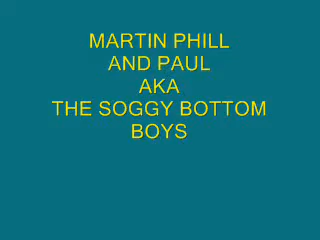 MARTIN PHILL
AND PAUL
AKA
THE SOGGY BOTTOM
BOYS